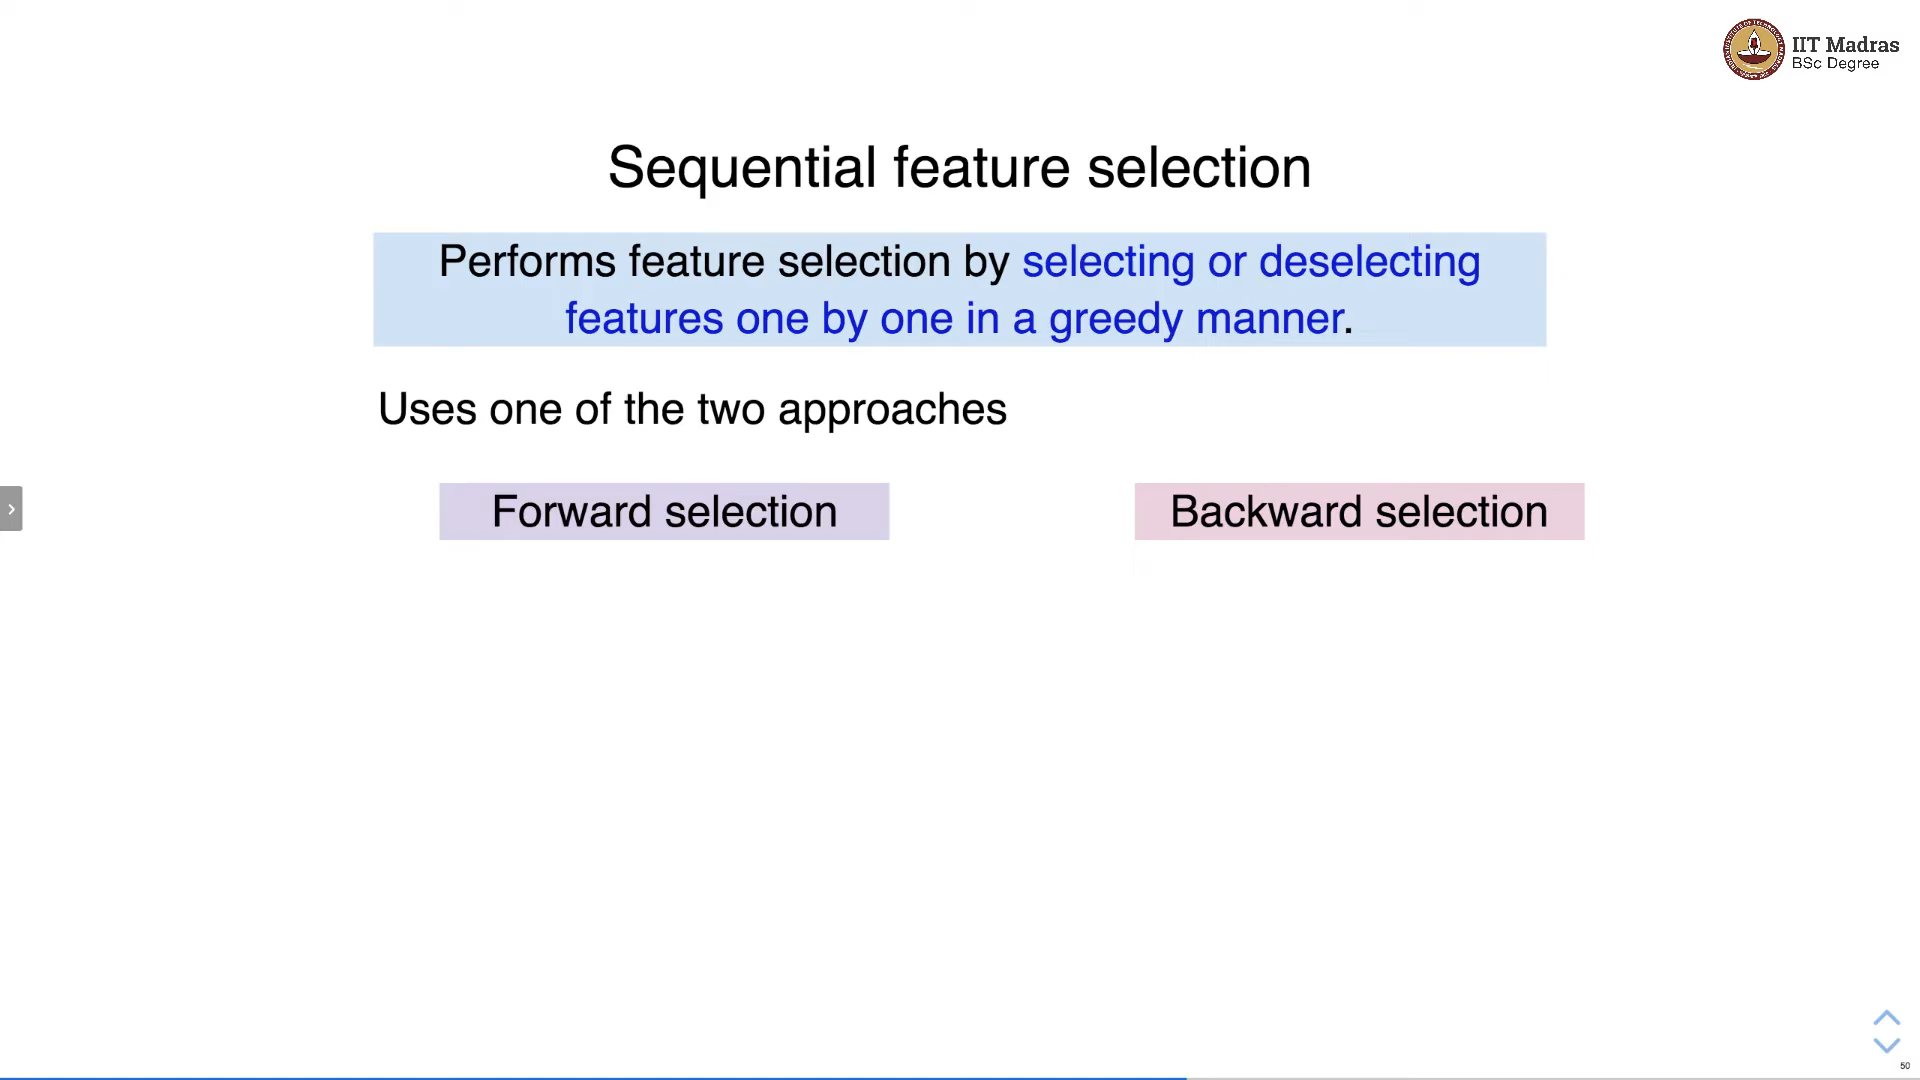 IIT Madras
BSc Degree
Sequential feature selection
Performs feature selection by selecting or deselecting
features one by one in a greedy manner.
Uses one of the two approaches
Forward selection
Backward selection
50